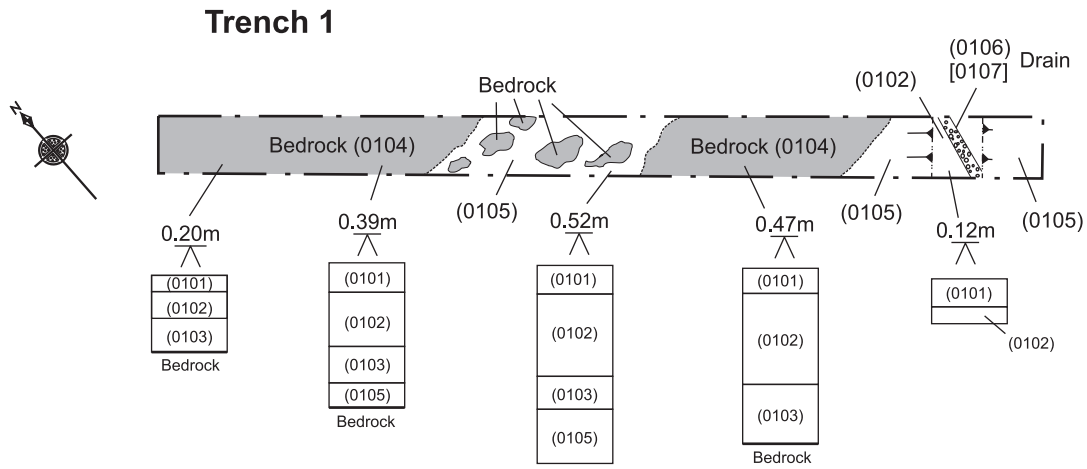 Trench 1
(0106)
[0107]
Drain
(0102)
Bedrock
N
Bedrock (0104)
Bedrock (0104)
(0105)
(0105)
(0105)
0.20m
0.39m
0.52m
0.47m
0.12m
(0101)
(0102)
(0103)
Bedrock
(0101)
(0102)
(0103)
(0105)
Bedrock
(0101)
(0102)
(0103)
(0105)
(0101)
(0102)
(0103)
Bedrock
(0101)
(0102)